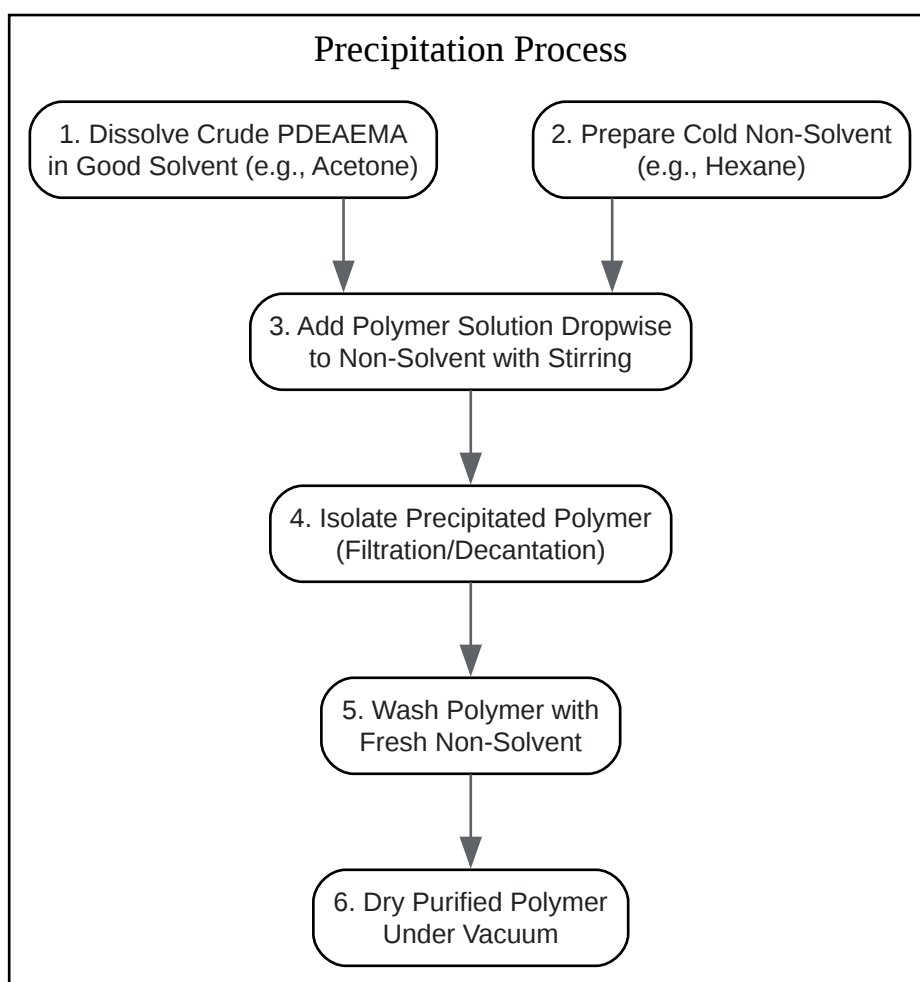 Precipitation Process
1. Dissolve Crude PDEAEMA
in Good Solvent (e.g., Acetone)
2. Prepare Cold Non-Solvent
(e.g., Hexane)
3. Add Polymer Solution Dropwise
to Non-Solvent with Stirring
4. Isolate Precipitated Polymer
(Filtration/Decantation)
5. Wash Polymer with
Fresh Non-Solvent
6. Dry Purified Polymer
Under Vacuum